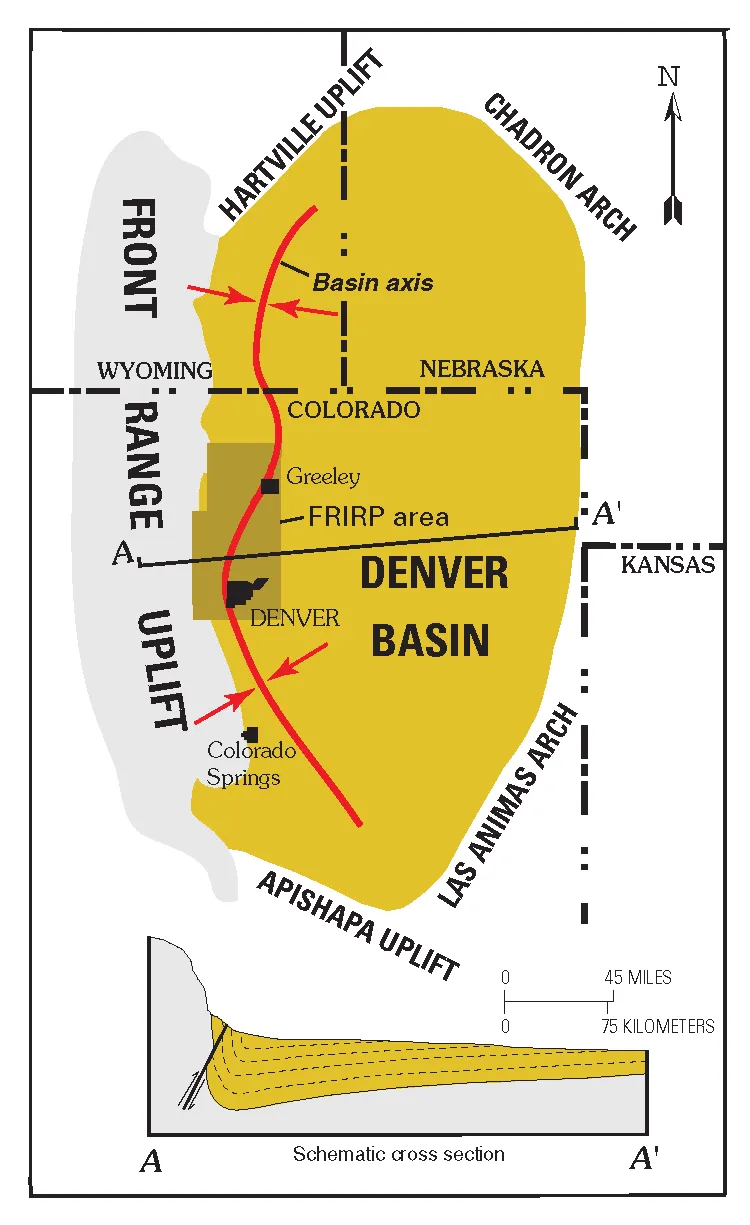 HARTVILLE UPLIFT
CHADRON ARCH
N
FRONT
RANGE
UPLIFT
Basin axis
WYOMING
NEBRASKA
COLORADO
Greeley
FRIRP area
A
A'
KANSAS
DENVER
BASIN
DENVER
Colorado
Springs
LAS ANIMAS ARCH
APISHAPA UPLIFT
0
45 MILES
0
75 KILOMETERS
A
Schematic cross section
A'